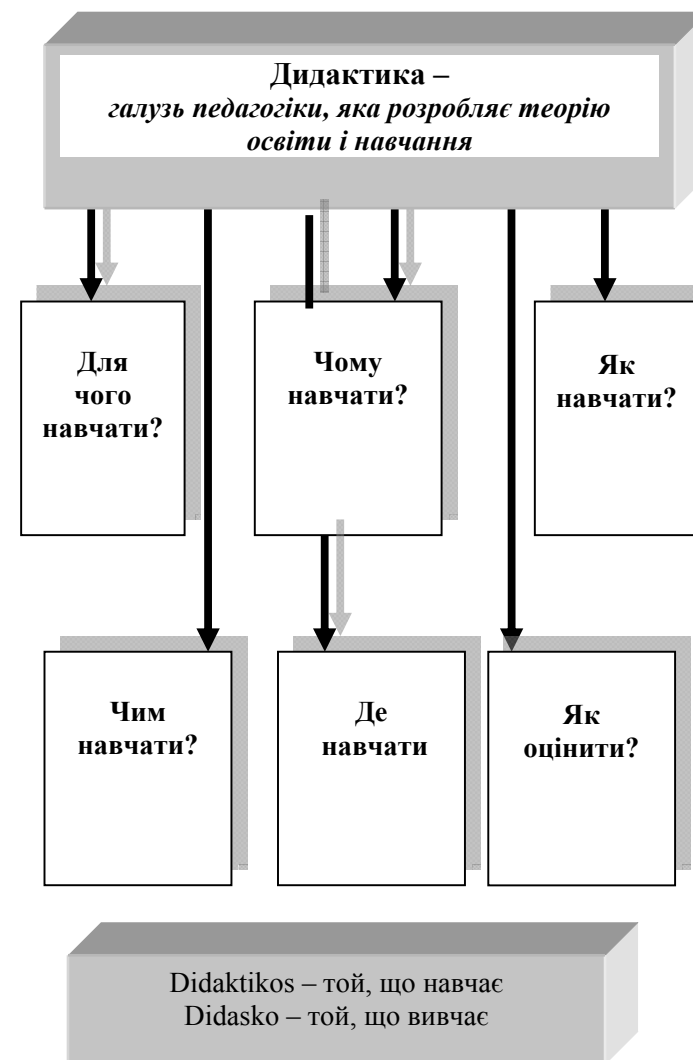 Дидактика –
галузь педагогіки, яка розробляє теорію
освіти і навчання
Для
чого
навчати?
Чому
навчати?
Як
навчати?
Чим
навчати?
Де
навчати
Як
оцінити?
Didaktikos – той, що навчає
Didasko – той, що вивчає